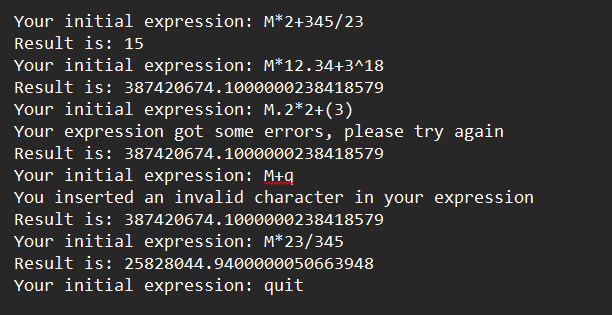 Your initial expression: M*2+345/23
Result is: 15
Your initial expression: M*12.34+3^18
Result is: 387420674.1000000238418579
Your initial expression: M.2*2+(3)
Your expression got some errors, please try again
Result is: 387420674.1000000238418579
Your initial expression: M+q
You inserted an invalid character in your expression
Result is: 387420674.1000000238418579
Your initial expression: M*23/345
Result is: 25828044.9400000050663948
Your initial expression: quit